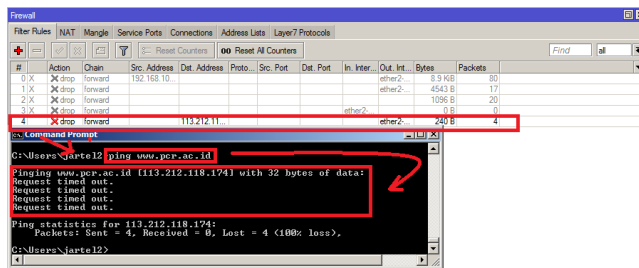 Firewall
Filter Rules NAT Mangle Service Ports Connections Address Lists Layer7 Protocols
Reset Counters 00 Reset All Counters Find all
# Action Chain Src. Address Dst. Address Proto... Src. Port Dst. Port In. Inter... Out. Int... Bytes Packets
0 X drop forward 192.168.10... ether2-... 8.9 KiB 80
1 X drop forward ether2-... 4543 B 17
2 X drop forward 1096 B 20
3 X drop forward ether2-... 0 B 0
4 drop forward 113.212.11... ether2-... 240 B 4
Command Prompt
C:\Users\jartel2>ping www.pcr.ac.id
Pinging www.pcr.ac.id [113.212.118.174] with 32 bytes of data:
Request timed out.
Request timed out.
Request timed out.
Request timed out.
Ping statistics for 113.212.118.174:
Packets: Sent = 4, Received = 0, Lost = 4 (100% loss),
C:\Users\jartel2>